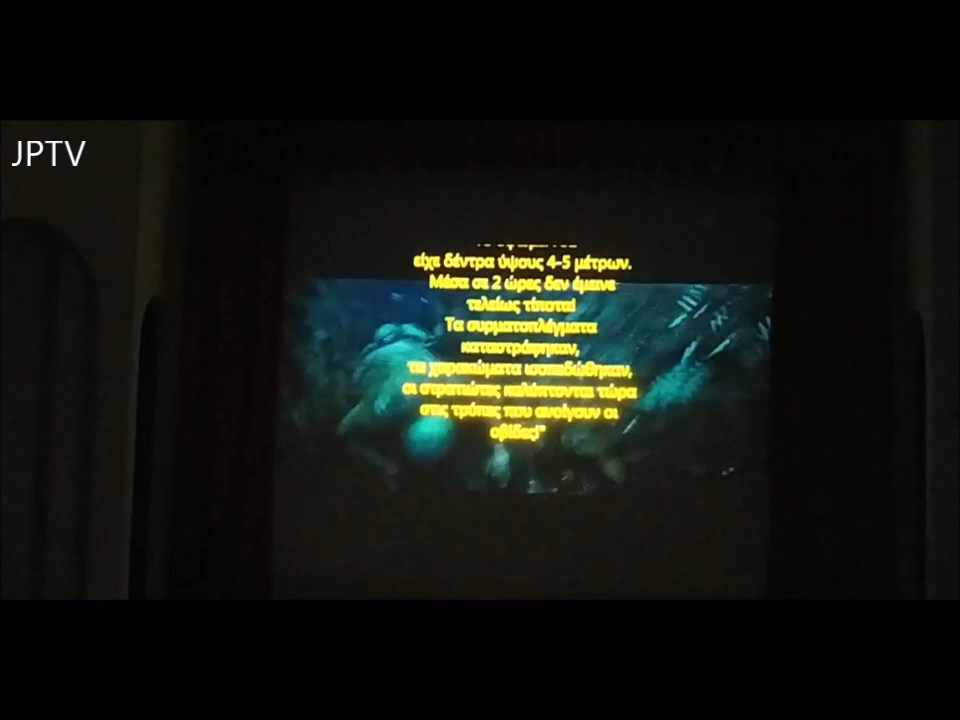 JPTV
είχε δέντρα ύψους 4-5 μέτρων.
Μέσα σε 2 ώρες δεν έμεινε
τελείως τίποτα!
Τα συρματοπλέγματα
καταστράφηκαν,
τα χαρακώματα ισοπεδώθηκαν,
οι στρατιώτες καλύπτονται τώρα
στις τρύπες που ανοίγουν οι
οβίδες!"